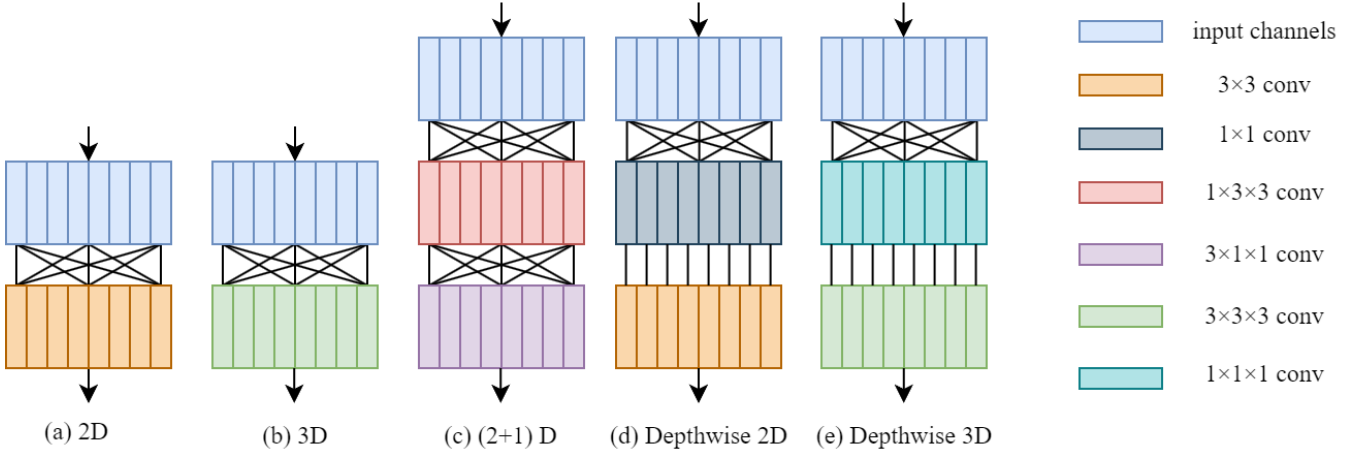 input channels
3×3 conv
1×1 conv
1×3×3 conv
3×1×1 conv
3×3×3 conv
1×1×1 conv
(a) 2D
(b) 3D
(c) (2+1) D
(d) Depthwise 2D
(e) Depthwise 3D